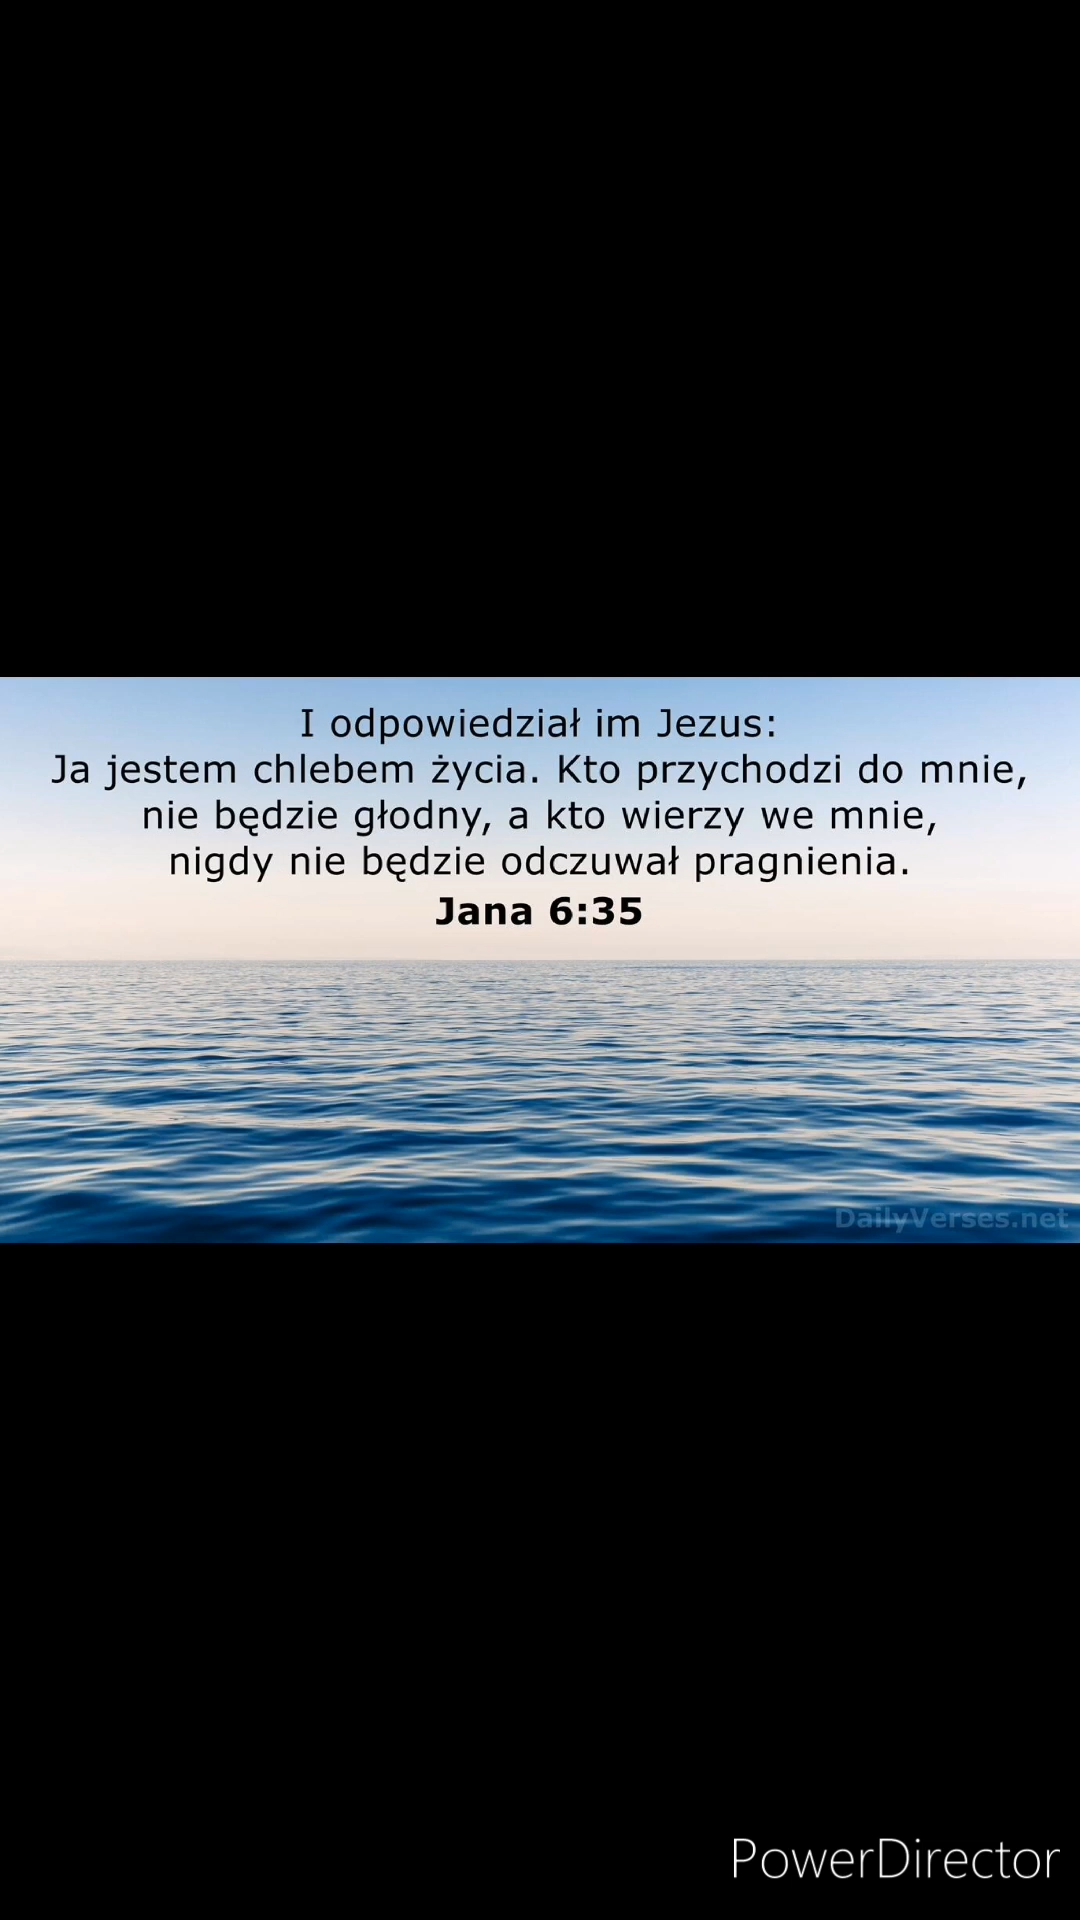 I odpowiedział im Jezus:
Ja jestem chlebem życia. Kto przychodzi do mnie,
nie będzie głodny, a kto wierzy we mnie,
nigdy nie będzie odczuwał pragnienia.
Jana 6:35
DailyVerses.net
PowerDirector